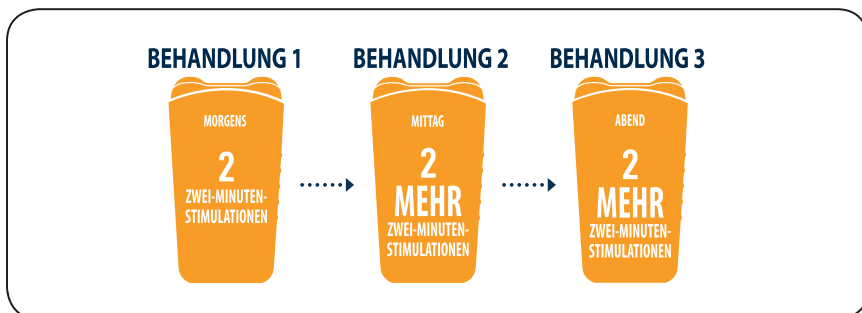 BEHANDLUNG 1
MORGENS
2
ZWEI-MINUTEN-
STIMULATIONEN
BEHANDLUNG 2
MITTAG
2
MEHR
ZWEI-MINUTEN-
STIMULATIONEN
BEHANDLUNG 3
ABEND
2
MEHR
ZWEI-MINUTEN-
STIMULATIONEN